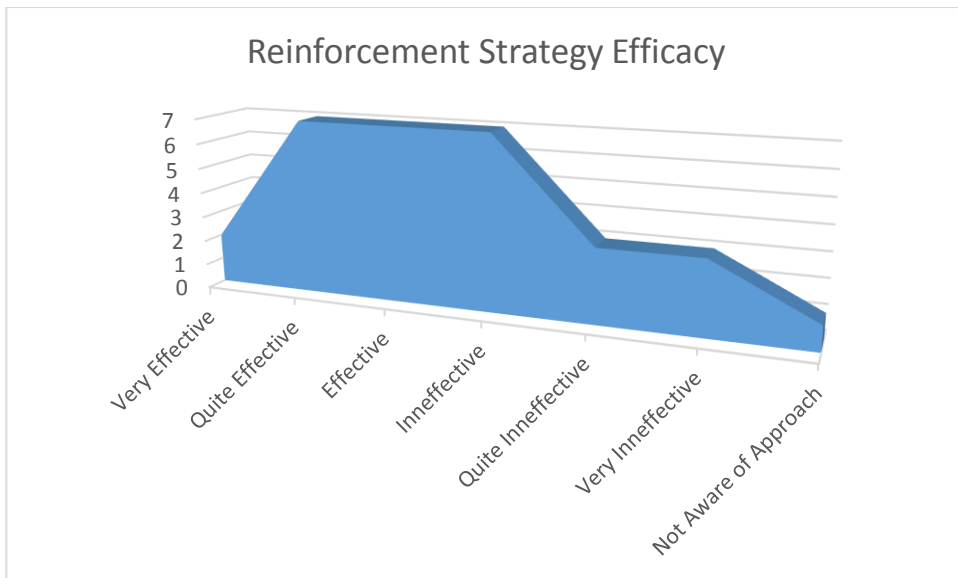 Reinforcement Strategy Efficacy
7
6
5
4
3
2
1
0
Very Effective
Quite Effective
Effective
Inneffective
Quite Inneffective
Very Inneffective
Not Aware of Approach